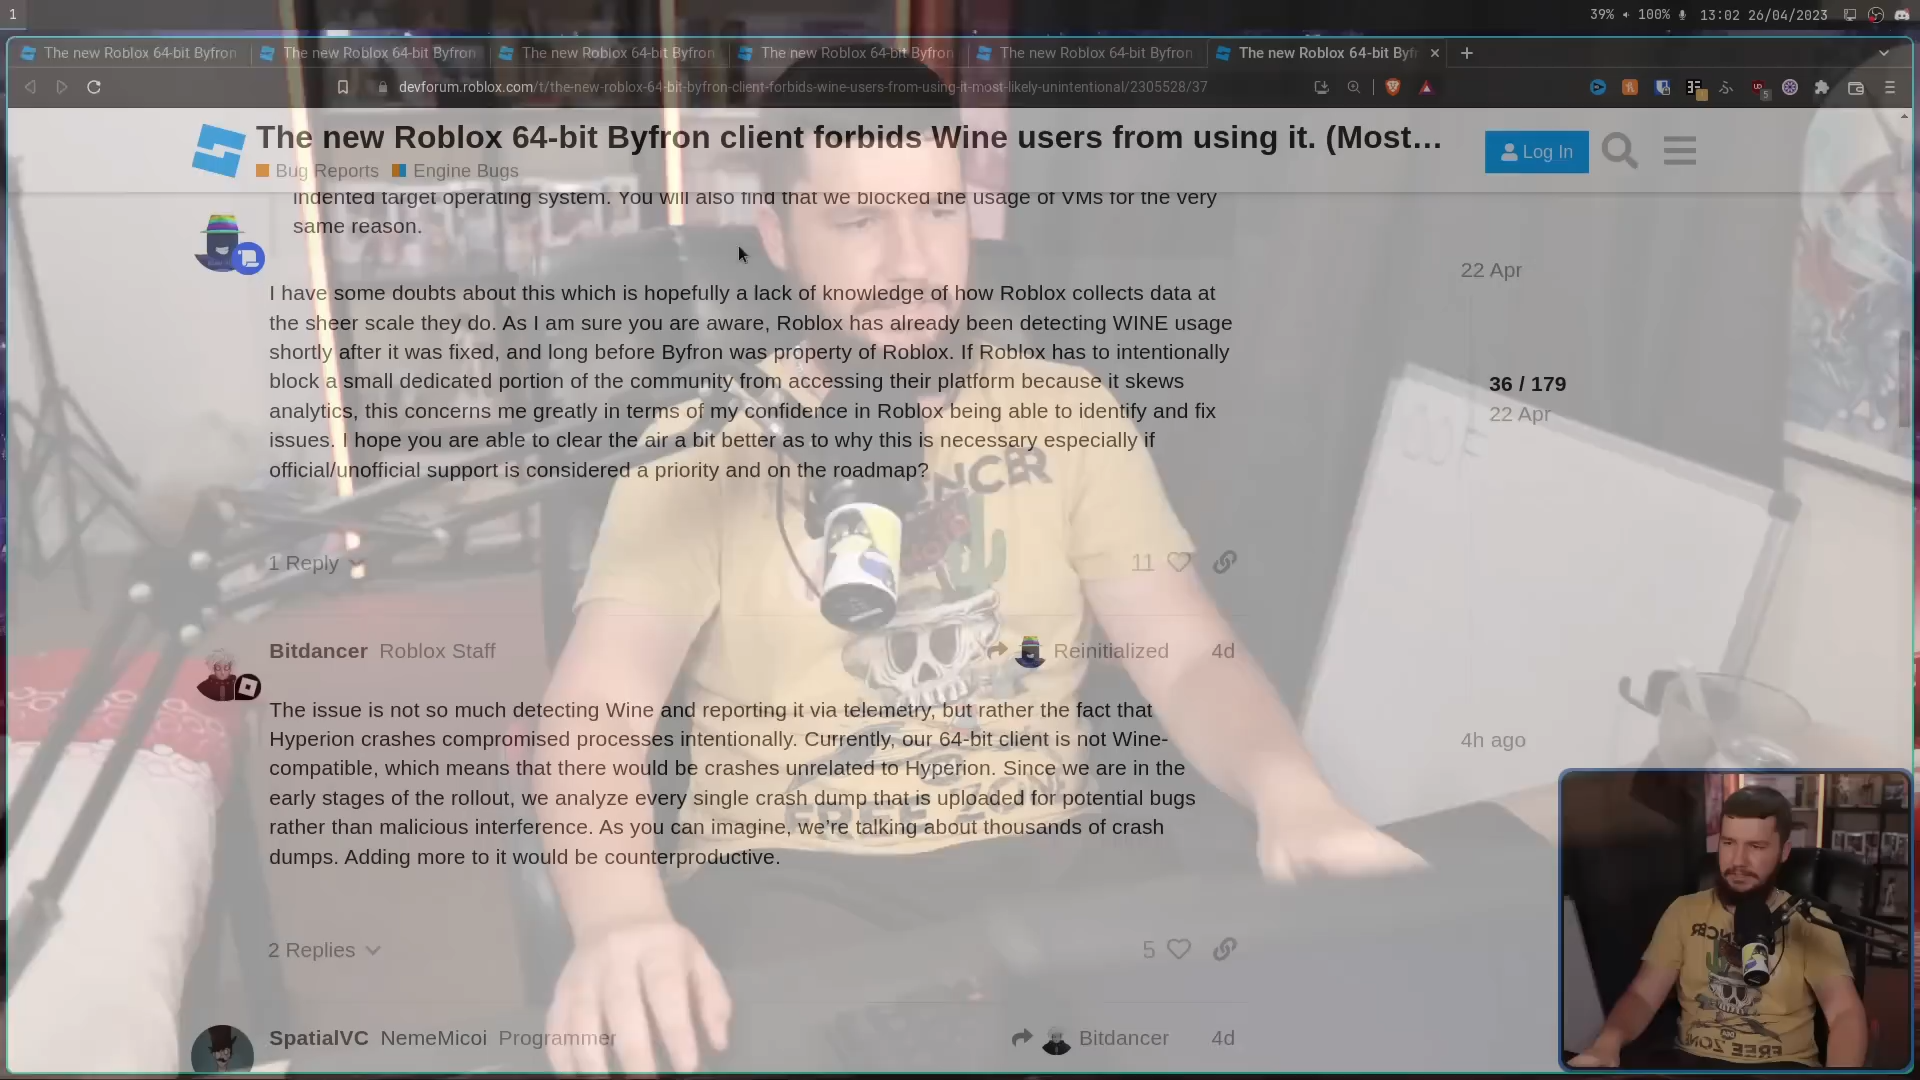 1
39% 100% 13:02 26/04/2023
The new Roblox 64-bit Byfron
The new Roblox 64-bit Byfron
The new Roblox 64-bit Byfron
The new Roblox 64-bit Byfron
The new Roblox 64-bit Byfron
The new Roblox 64-bit Byfr
devforum.roblox.com/t/the-new-roblox-64-bit-byfron-client-forbids-wine-users-from-using-it-most-likely-unintentional/2305528/37
The new Roblox 64-bit Byfron client forbids Wine users from using it. (Most...
Bug Reports Engine Bugs
Log In
indented target operating system. You will also find that we blocked the usage of VMs for the very
same reason.
22 Apr
I have some doubts about this which is hopefully a lack of knowledge of how Roblox collects data at
the sheer scale they do. As I am sure you are aware, Roblox has already been detecting WINE usage
shortly after it was fixed, and long before Byfron was property of Roblox. If Roblox has to intentionally
block a small dedicated portion of the community from accessing their platform because it skews
analytics, this concerns me greatly in terms of my confidence in Roblox being able to identify and fix
issues. I hope you are able to clear the air a bit better as to why this is necessary especially if
official/unofficial support is considered a priority and on the roadmap?
36 / 179
22 Apr
1 Reply 11
Bitdancer Roblox Staff Reinitialized 4d
The issue is not so much detecting Wine and reporting it via telemetry, but rather the fact that
Hyperion crashes compromised processes intentionally. Currently, our 64-bit client is not Wine-
compatible, which means that there would be crashes unrelated to Hyperion. Since we are in the
early stages of the rollout, we analyze every single crash dump that is uploaded for potential bugs
rather than malicious interference. As you can imagine, we're talking about thousands of crash
dumps. Adding more to it would be counterproductive.
4h ago
2 Replies 5
SpatialVC NemeMicoi Programmer Bitdancer 4d
FREE ZONE